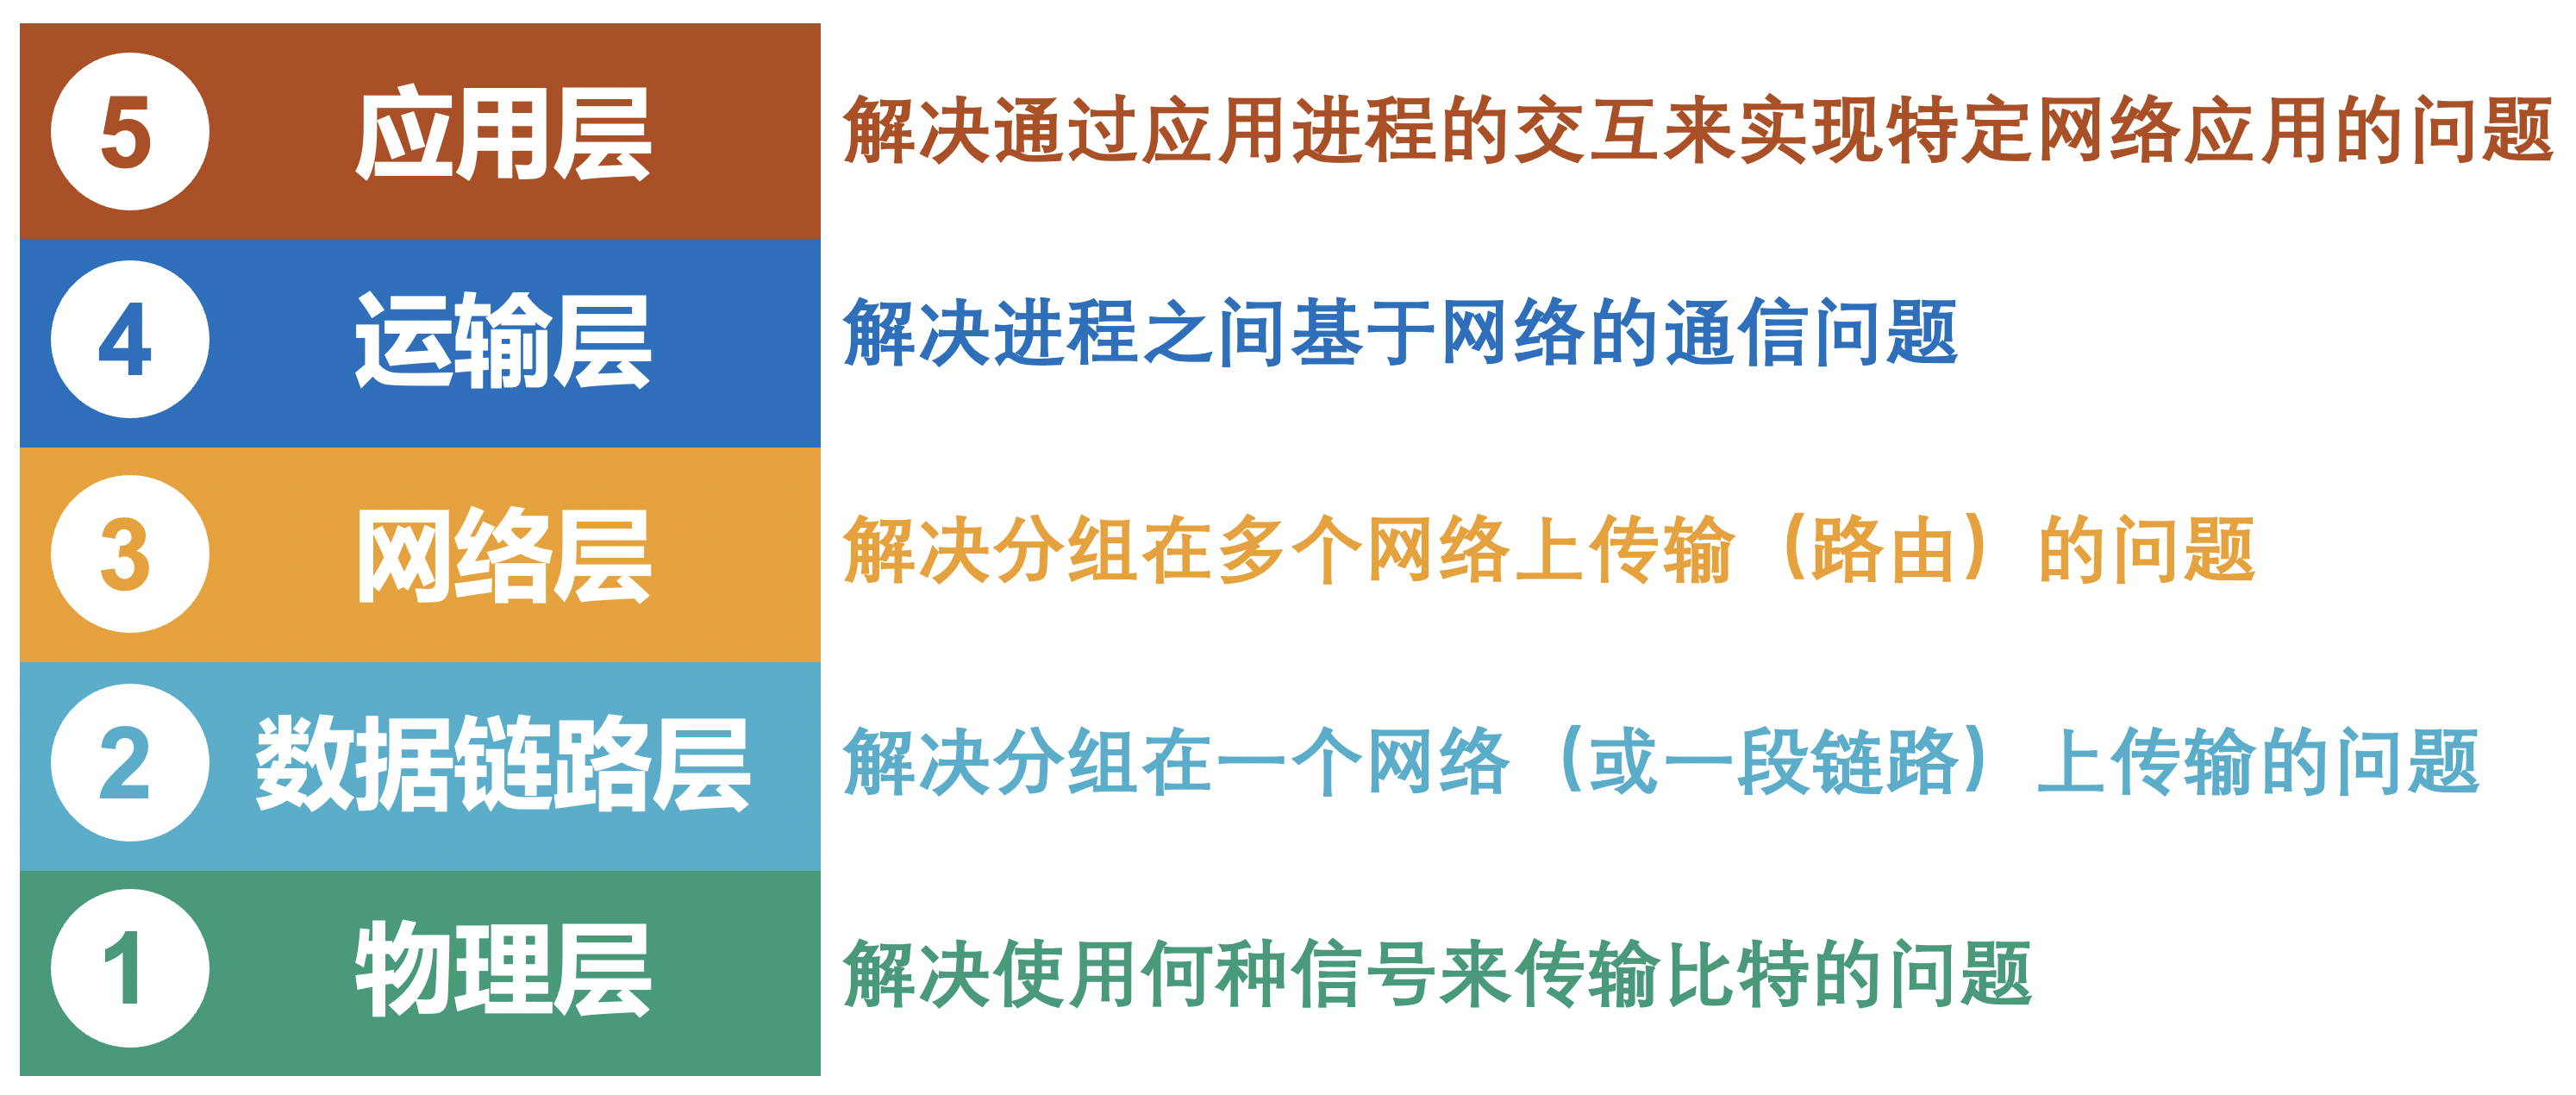 5 应用层 解决通过应用进程的交互来实现特定网络应用的问题
4 运输层 解决进程之间基于网络的通信问题
3 网络层 解决分组在多个网络上传输（路由）的问题
2 数据链路层 解决分组在一个网络（或一段链路）上传输的问题
1 物理层 解决使用何种信号来传输比特的问题